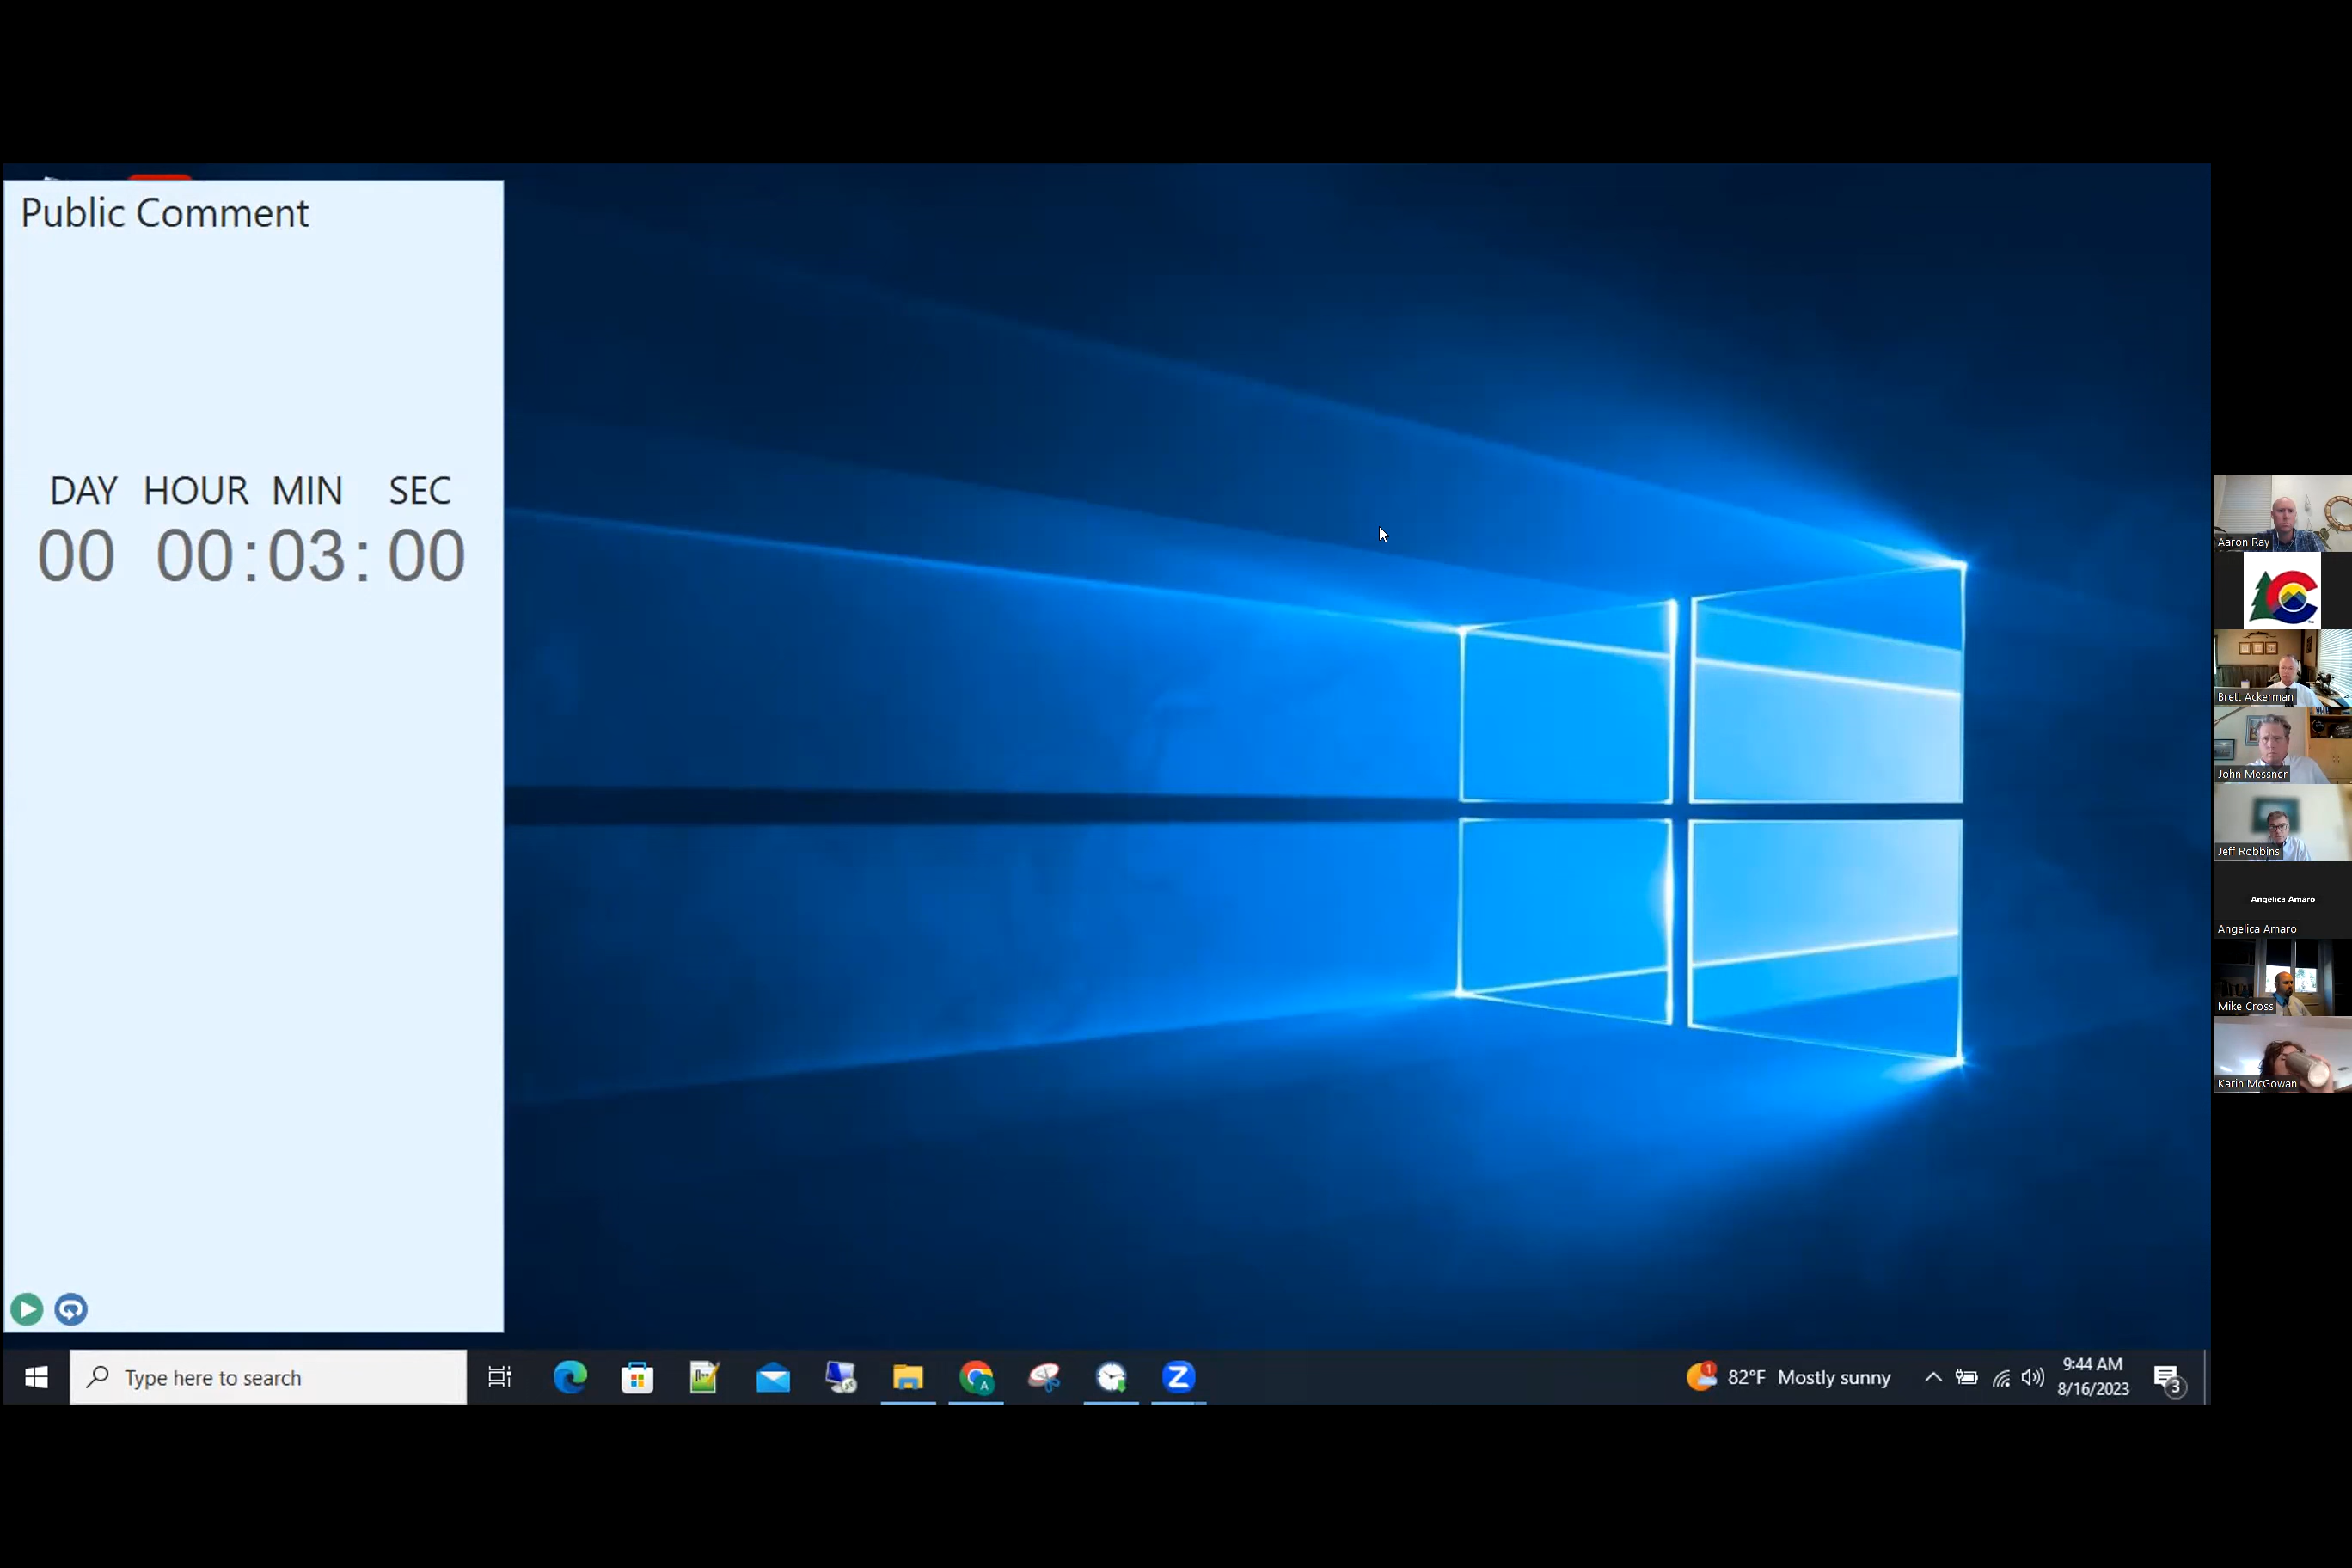 Public Comment
DAY HOUR MIN SEC
00 00:03:00
Type here to search
1
82°F Mostly sunny
9:44 AM
8/16/2023
3
Aaron Ray
Brett Ackerman
John Messner
Jeff Robbins
Angelica Amaro
Angelica Amaro
Mike Cross
Karin McGowan